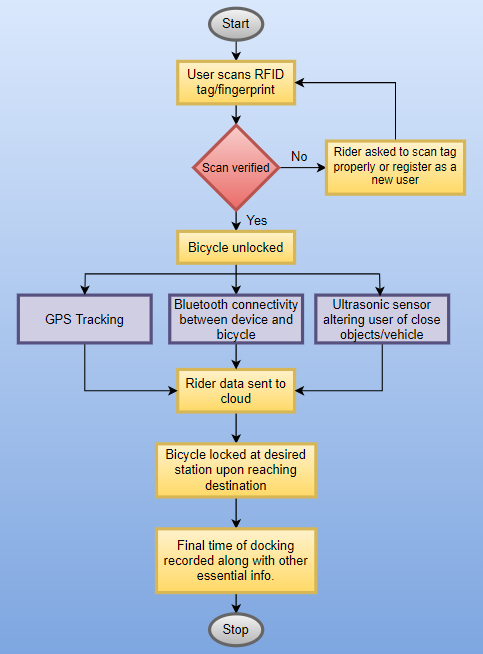 Start
User scans RFID
tag/fingerprint
Scan verified
No
Rider asked to scan tag
properly or register as a
new user
Yes
Bicycle unlocked
GPS Tracking
Bluetooth connectivity
between device and
bicycle
Ultrasonic sensor
altering user of close
objects/vehicle
Rider data sent to
cloud
Bicycle locked at desired
station upon reaching
destination
Final time of docking
recorded along with other
essential info.
Stop